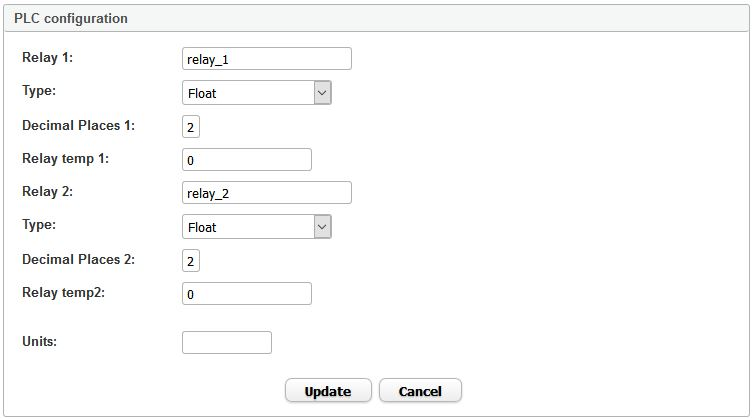 PLC configuration
Relay 1: relay_1
Type: Float
Decimal Places 1: 2
Relay temp 1: 0
Relay 2: relay_2
Type: Float
Decimal Places 2: 2
Relay temp2: 0
Units:
Update Cancel